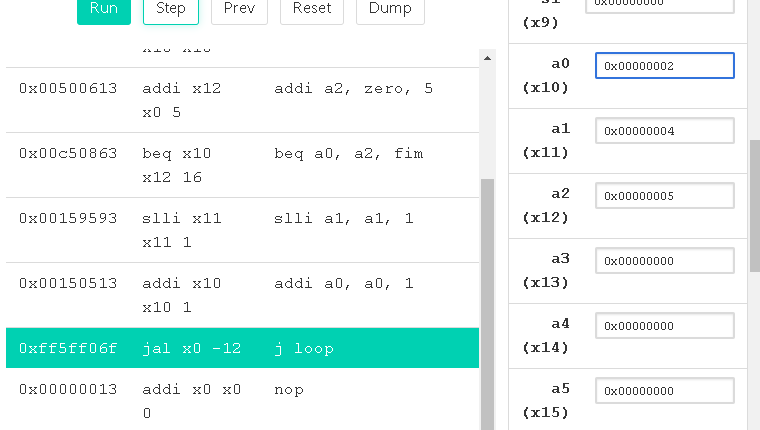 Run Step Prev Reset Dump
0x00500613 addi x12 x0 5 addi a2, zero, 5
0x00c50863 beq x10 x12 16 beq a0, a2, fim
0x00159593 slli x11 x11 1 slli a1, a1, 1
0x00150513 addi x10 x10 1 addi a0, a0, 1
0xff5ff06f jal x0 -12 j loop
0x00000013 addi x0 x0 0 nop
(x9) 0x00000000
a0 (x10) 0x00000002
a1 (x11) 0x00000004
a2 (x12) 0x00000005
a3 (x13) 0x00000000
a4 (x14) 0x00000000
a5 (x15) 0x00000000